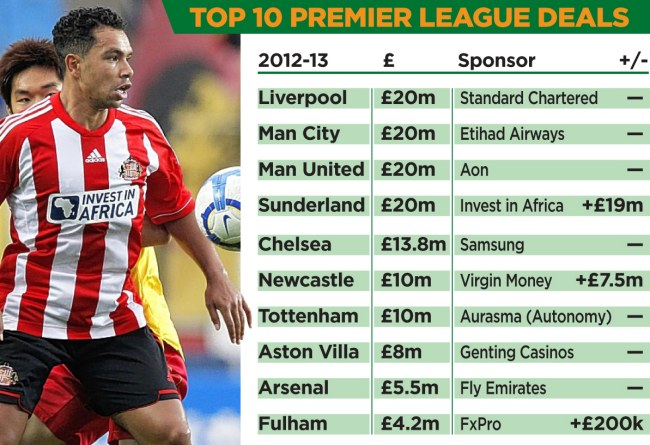 TOP 10 PREMIER LEAGUE DEALS
2012-13 £ Sponsor +/-
Liverpool £20m Standard Chartered —
Man City £20m Etihad Airways —
Man United £20m Aon —
Sunderland £20m Invest in Africa +£19m
Chelsea £13.8m Samsung —
Newcastle £10m Virgin Money +£7.5m
Tottenham £10m Aurasma (Autonomy) —
Aston Villa £8m Genting Casinos —
Arsenal £5.5m Fly Emirates —
Fulham £4.2m FxPro +£200k
adidas
INVEST IN
AFRICA